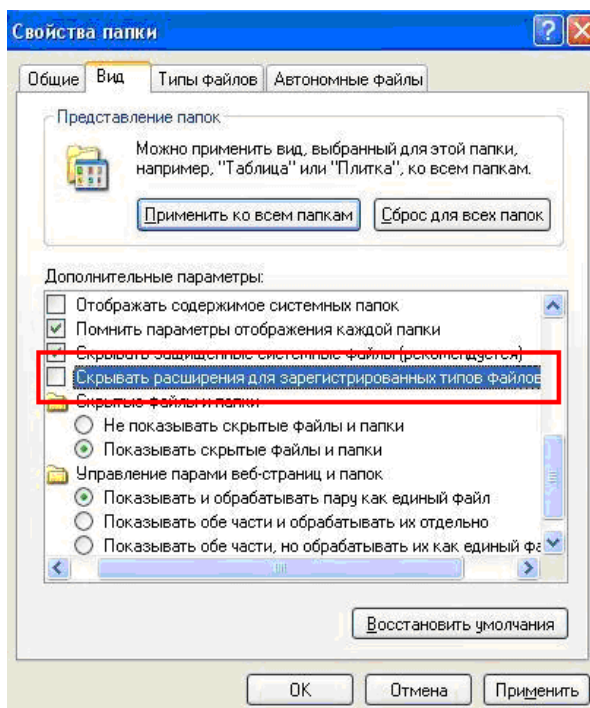 Свойства папки
Общие
Вид
Типы файлов
Автономные файлы
Представление папок
Можно применить вид, выбранный для этой папки,
например, "Таблица" или "Плитка", ко всем папкам.
Применить ко всем папкам
Сброс для всех папок
Дополнительные параметры:
Отображать содержимое системных папок
Помнить параметры отображения каждой папки
Скрывать защищенные системные файлы (рекомендуется)
Скрывать расширения для зарегистрированных типов файлов
Скрытые файлы и папки
Не показывать скрытые файлы и папки
Показывать скрытые файлы и папки
Управление парами веб-страниц и папок
Показывать и обрабатывать пару как единый файл
Показывать обе части и обрабатывать их отдельно
Показывать обе части, но обрабатывать их как единый фа
Восстановить умолчания
ОК
Отмена
Применить